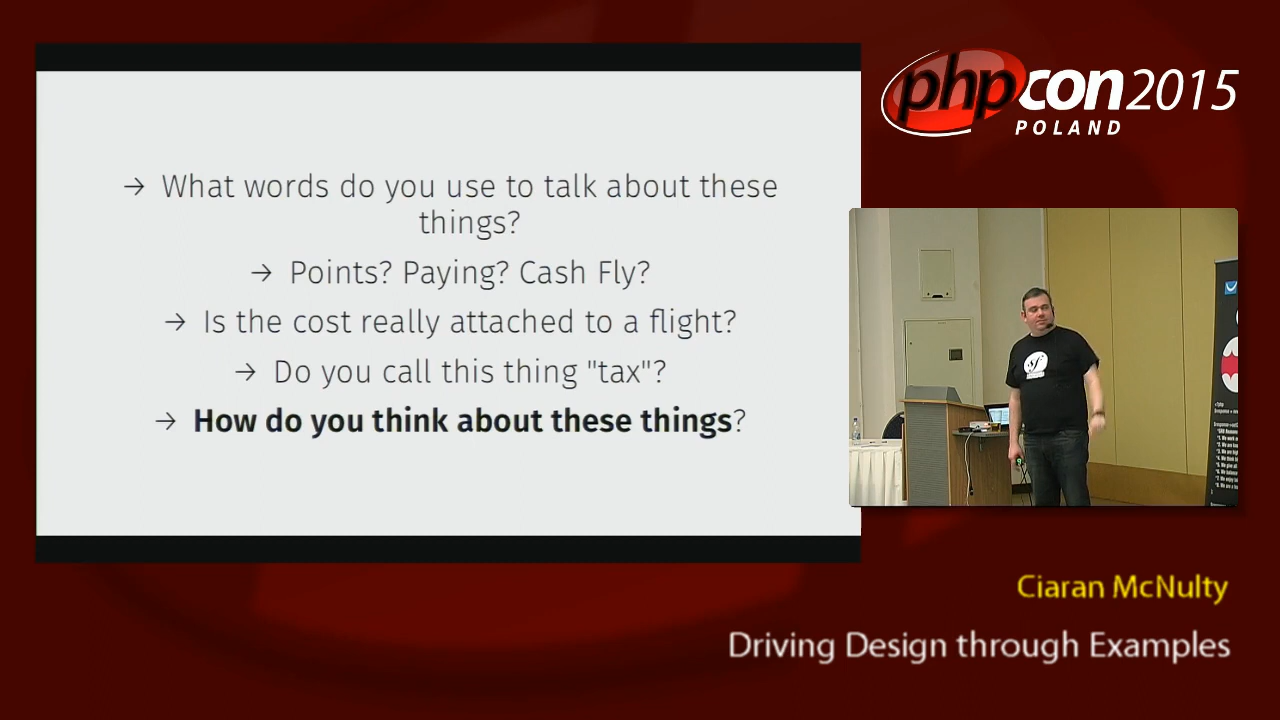 → What words do you use to talk about these
things?
→ Points? Paying? Cash Fly?
→ Is the cost really attached to a flight?
→ Do you call this thing "tax"?
→ How do you think about these things?
phpcon2015
POLAND
sf
Ciaran McNulty
Driving Design through Examples